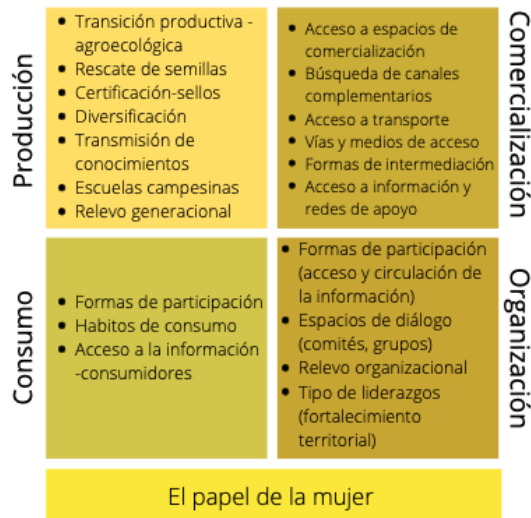 Producción
• Transición productiva -
agroecológica
• Rescate de semillas
• Certificación-sellos
• Diversificación
• Transmisión de
conocimientos
• Escuelas campesinas
• Relevo generacional
Comercialización
• Acceso a espacios de
comercialización
• Búsqueda de canales
complementarios
• Acceso a transporte
• Vías y medios de acceso
• Formas de intermediación
• Acceso a información y
redes de apoyo
Consumo
• Formas de participación
• Habitos de consumo
• Acceso a la información
-consumidores
Organización
• Formas de participación
(acceso y circulación de
la información)
• Espacios de diálogo
(comités, grupos)
• Relevo organizacional
• Tipo de liderazgos
(fortalecimiento
territorial)
El papel de la mujer